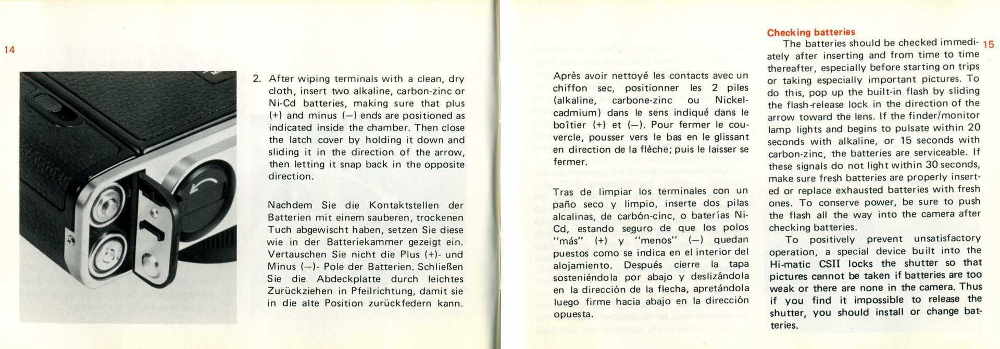 14
2. After wiping terminals with a clean, dry
cloth, insert two alkaline, carbon-zinc or
Ni-Cd batteries, making sure that plus
(+) and minus (—) ends are positioned as
indicated inside the chamber. Then close
the latch cover by holding it down and
sliding it in the direction of the arrow,
then letting it snap back in the opposite
direction.
Nachdem Sie die Kontaktstellen der
Batterien mit einem sauberen, trockenen
Tuch abgewischt haben, setzen Sie diese
wie in der Batteriekammer gezeigt ein.
Vertauschen Sie nicht die Plus (+)- und
Minus (—)- Pole der Batterien. Schließen
Sie die Abdeckplatte durch leichtes
Zurückziehen in Pfeilrichtung, damit sie
in die alte Position zurückfedern kann.
Après avoir nettoyé les contacts avec un
chiffon sec, positionner les 2 piles
(alkaline, carbone-zinc ou Nickel-
cadmium) dans le sens indiqué dans le
boîtier (+) et (—). Pour fermer le cou-
vercle, pousser vers le bas en le glissant
en direction de la flèche; puis le laisser se
fermer.
Tras de limpiar los terminales con un
paño seco y limpio, inserte dos pilas
alcalinas, de carbón-cinc, o baterías Ni-
Cd, estando seguro de que los polos
"más" (+) y "menos" (—) quedan
puestos como se indica en el interior del
alojamiento. Después cierre la tapa
sosteniéndola por abajo y deslizándola
en la dirección de la flecha, apretándola
luego firme hacia abajo en la dirección
opuesta.
Checking batteries
The batteries should be checked immedi-
15
ately after inserting and from time to time
thereafter, especially before starting on trips
or taking especially important pictures. To
do this, pop up the built-in flash by sliding
the flash-release lock in the direction of the
arrow toward the lens. If the finder/monitor
lamp lights and begins to pulsate within 20
seconds with alkaline, or 15 seconds with
carbon-zinc, the batteries are serviceable. If
these signals do not light within 30 seconds,
make sure fresh batteries are properly insert-
ed or replace exhausted batteries with fresh
ones. To conserve power, be sure to push
the flash all the way into the camera after
checking batteries.
To positively prevent unsatisfactory
operation, a special device built into the
Hi-matic CSII locks the shutter so that
pictures cannot be taken if batteries are too
weak or there are none in the camera. Thus
if you find it impossible to release the
shutter, you should install or change bat-
teries.